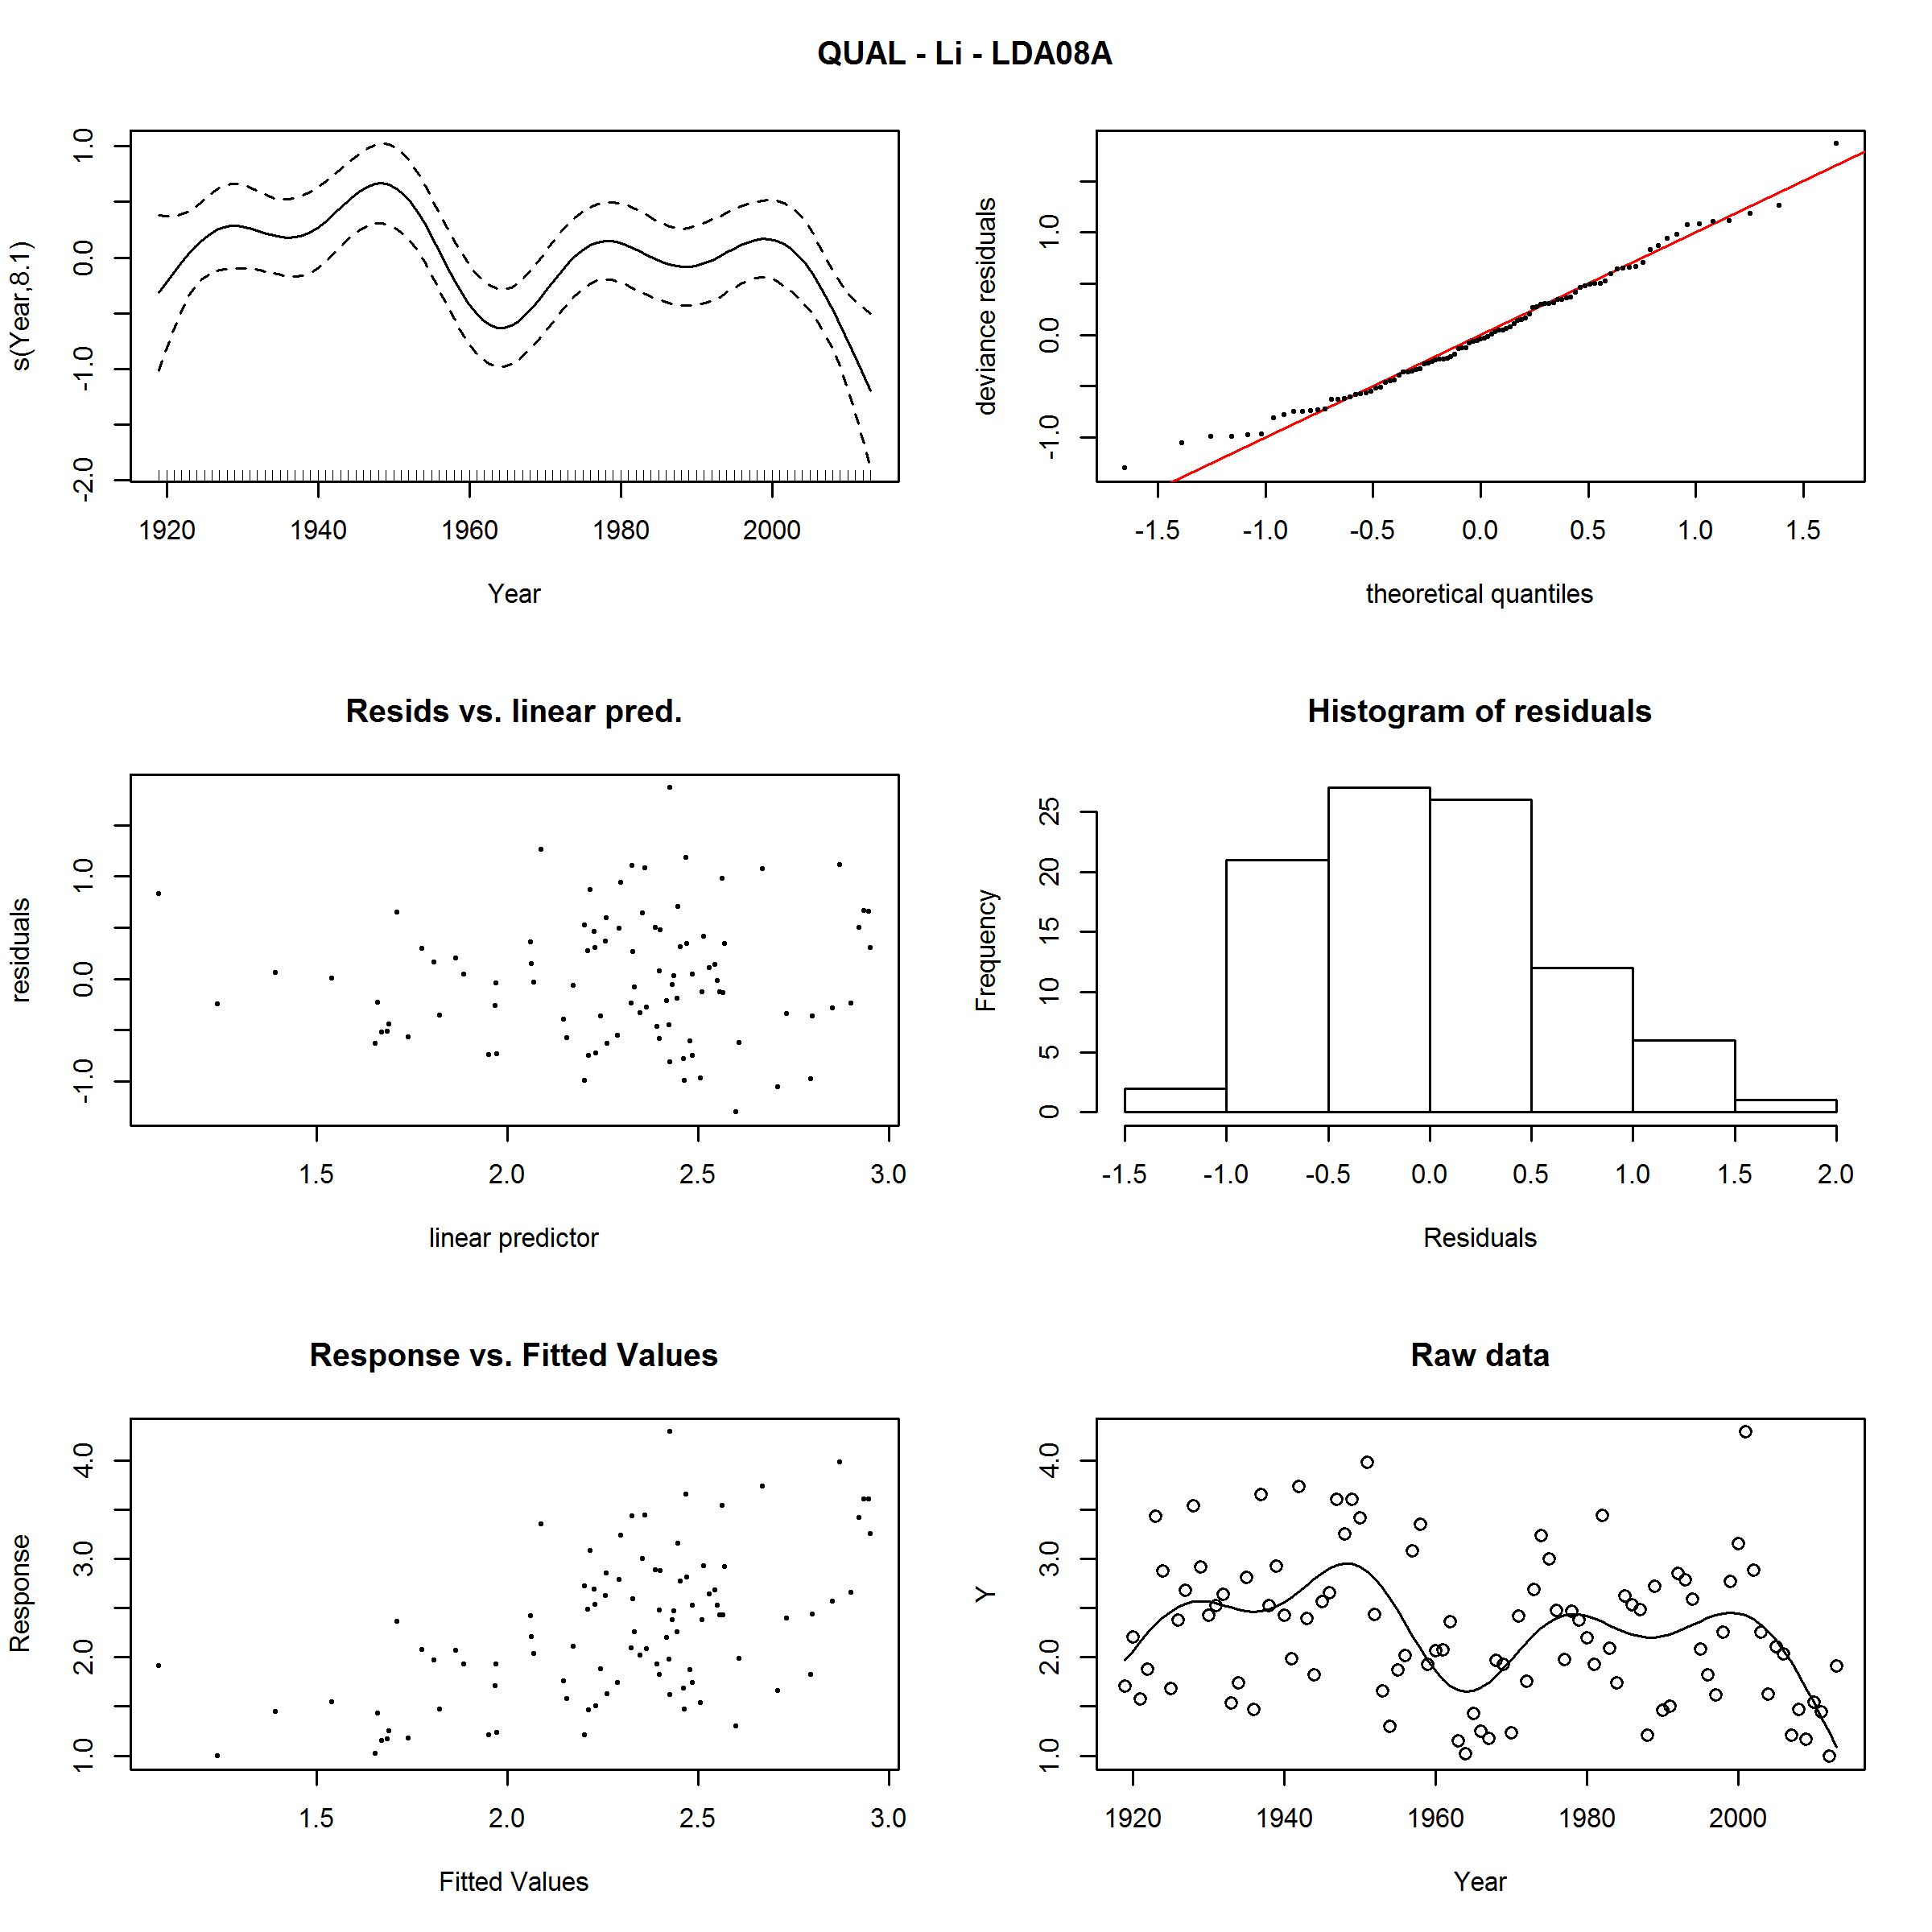 QUAL - Li - LDA08A
s(Year,8.1)
-2.0 -1.0 0.0 1.0
1920 1940 1960 1980 2000
Year
deviance residuals
-1.0 0.0 1.0
-1.5 -1.0 -0.5 0.0 0.5 1.0 1.5
theoretical quantiles
Resids vs. linear pred.
residuals
-1.0 0.0 1.0
1.5 2.0 2.5 3.0
linear predictor
Histogram of residuals
Frequency
0 5 10 15 20 25
-1.5 -1.0 -0.5 0.0 0.5 1.0 1.5 2.0
Residuals
Response vs. Fitted Values
Response
1.0 2.0 3.0 4.0
1.5 2.0 2.5 3.0
Fitted Values
Raw data
Y
1.0 2.0 3.0 4.0
1920 1940 1960 1980 2000
Year